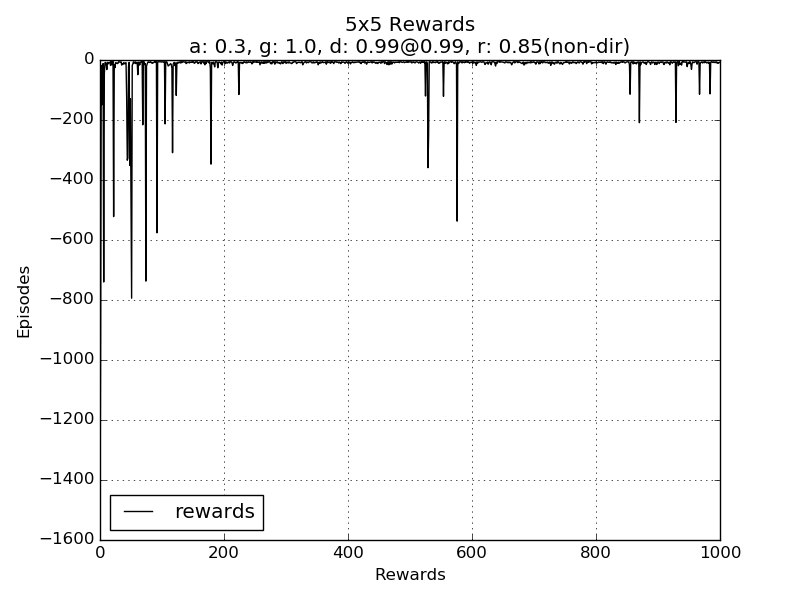 5x5 Rewards
a: 0.3, g: 1.0, d: 0.99@0.99, r: 0.85(non-dir)
0
−200
−400
−600
−800
−1000
−1200
−1400
−1600
Episodes
rewards
0 200 400 600 800 1000
Rewards